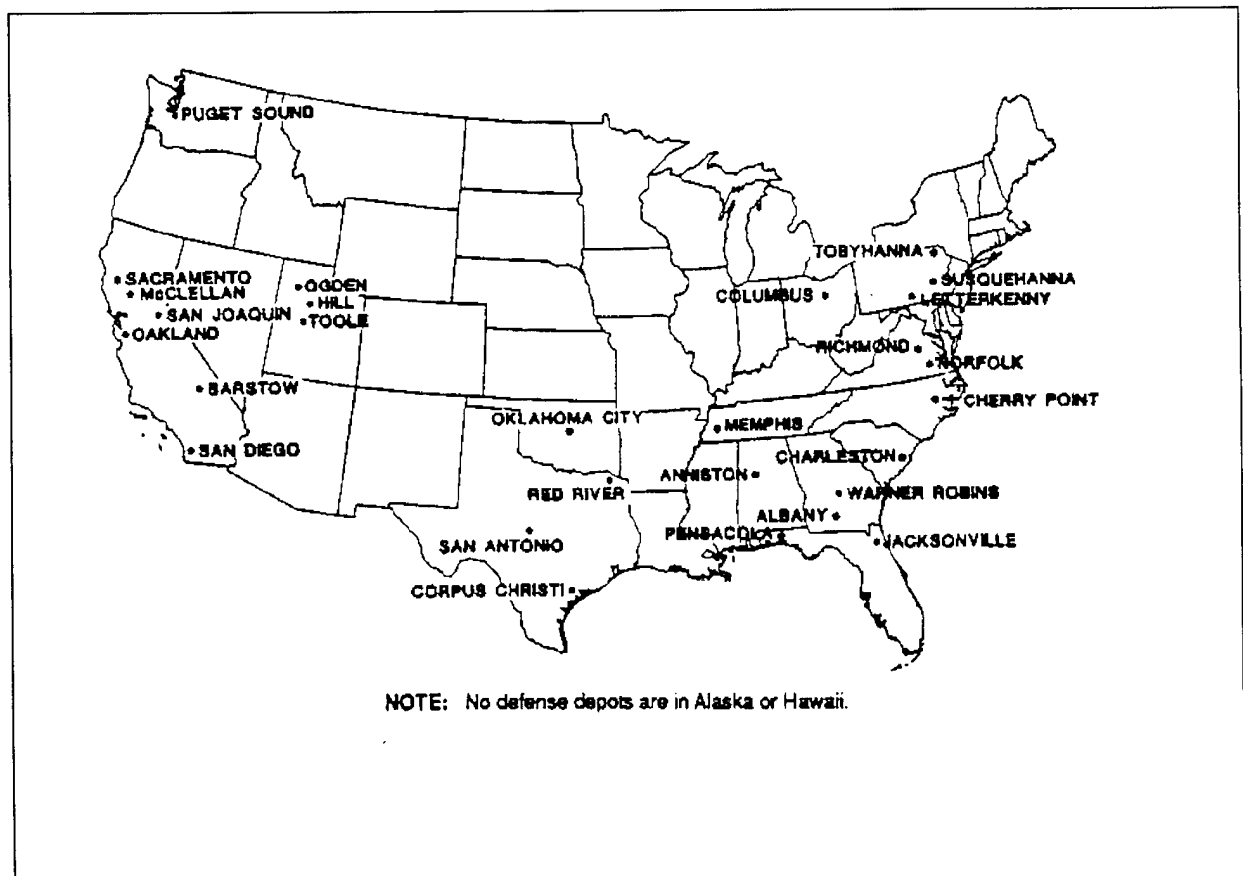 PUGET SOUND
TOBYHANNA
SACRAMENTO
OGDEN
SUSQUEHANNA
McCLELLAN
HILL
COLUMBUS
LETTERKENNY
SAN JOAQUIN
TOOLE
OAKLAND
RICHMOND
NORFOLK
BARSTOW
CHERRY POINT
OKLAHOMA CITY
MEMPHIS
SAN DIEGO
CHARLESTON
ANNISTON
RED RIVER
WARNER ROBINS
ALBANY
PENSACOLA
SAN ANTONIO
JACKSONVILLE
CORPUS CHRISTI
NOTE: No defense depots are in Alaska or Hawaii.